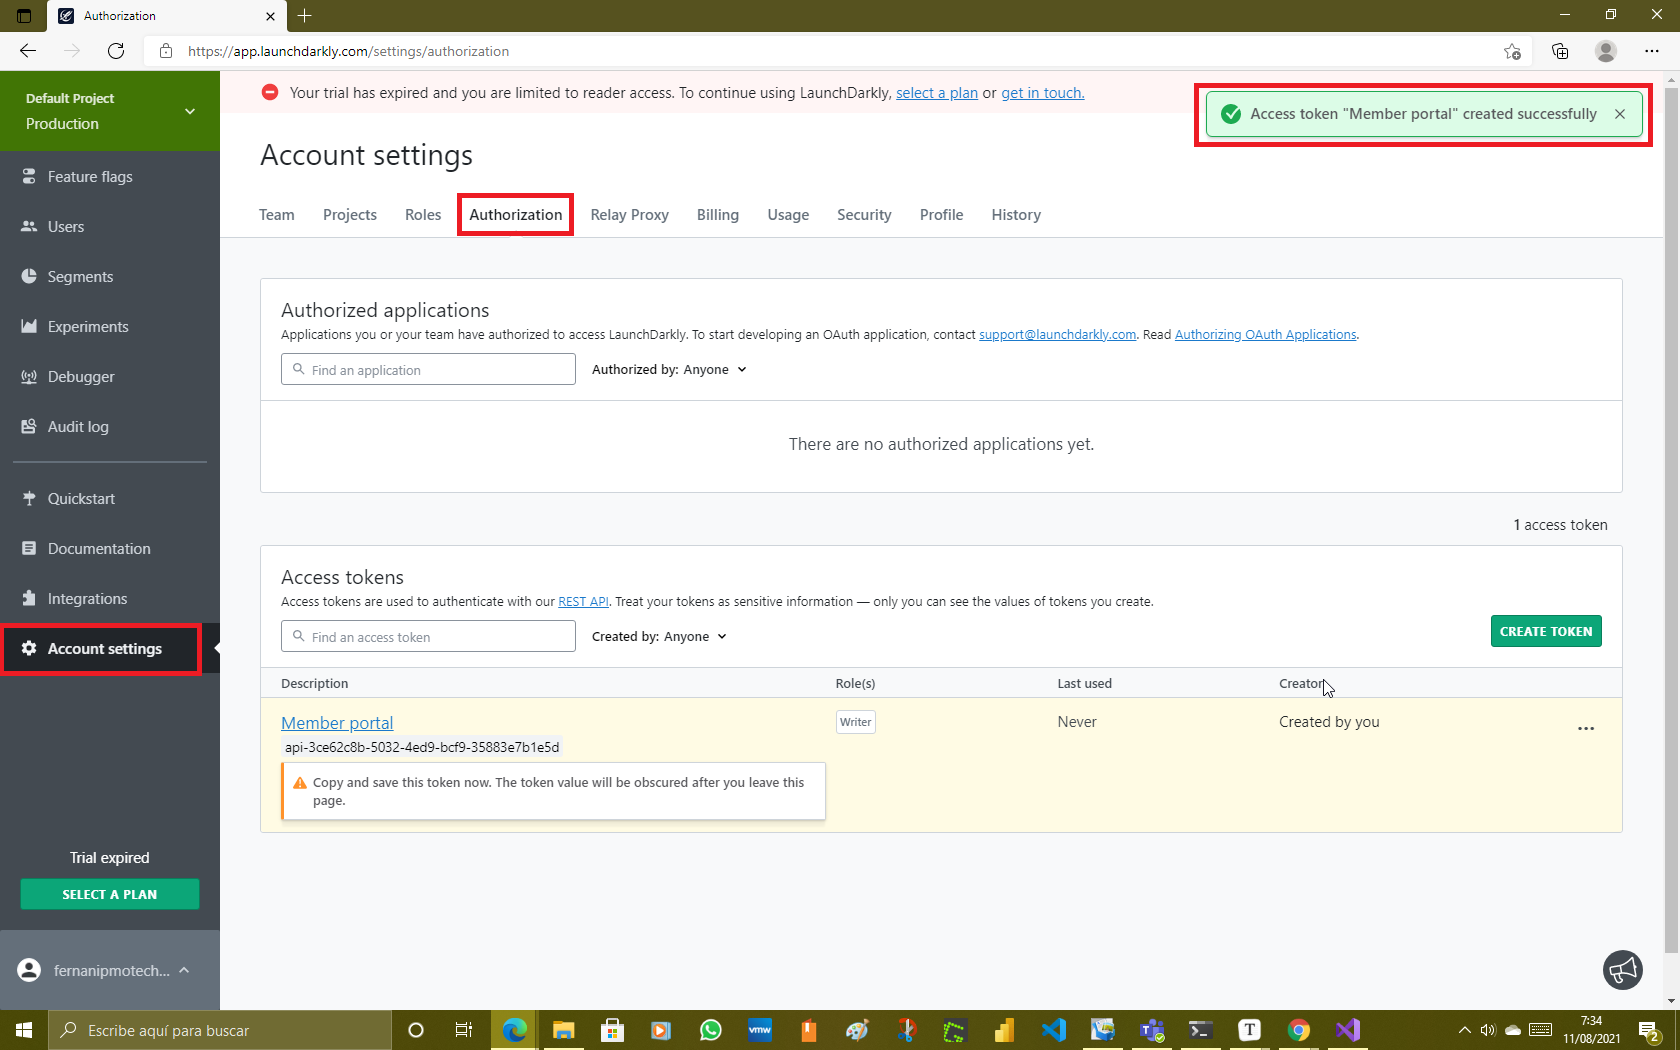 Authorization
https://app.launchdarkly.com/settings/authorization
Default Project
Production
Feature flags
Users
Segments
Experiments
Debugger
Audit log
Quickstart
Documentation
Integrations
Account settings
Trial expired
SELECT A PLAN
fernanipmotech...
Your trial has expired and you are limited to reader access. To continue using LaunchDarkly, select a plan or get in touch.
Access token "Member portal" created successfully
Account settings
Team Projects Roles Authorization Relay Proxy Billing Usage Security Profile History
Authorized applications
Applications you or your team have authorized to access LaunchDarkly. To start developing an OAuth application, contact support@launchdarkly.com. Read Authorizing OAuth Applications.
Find an application Authorized by: Anyone
There are no authorized applications yet.
1 access token
Access tokens
Access tokens are used to authenticate with our REST API. Treat your tokens as sensitive information — only you can see the values of tokens you create.
Find an access token Created by: Anyone
CREATE TOKEN
Description Role(s) Last used Creator
Member portal Writer Never Created by you
api-3ce62c8b-5032-4ed9-bcf9-35883e7b1e5d
Copy and save this token now. The token value will be obscured after you leave this
page.
Escribe aquí para buscar
vmw
T
7:34
11/08/2021
2